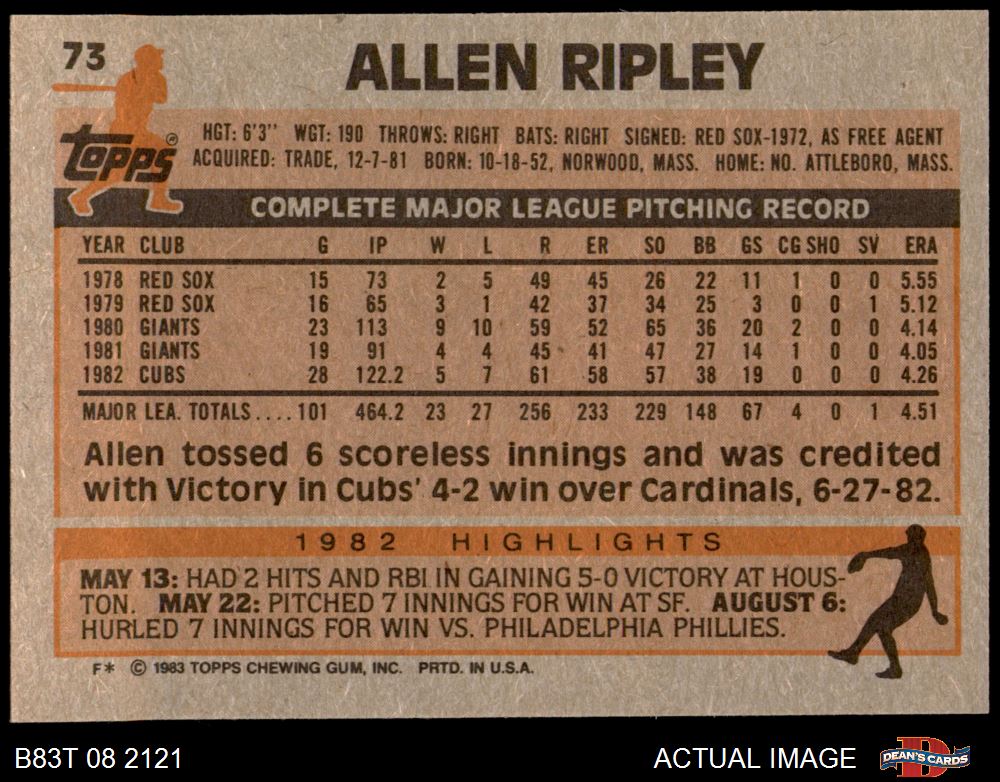 73
ALLEN RIPLEY
topps®
HGT: 6'3" WGT: 190 THROWS: RIGHT BATS: RIGHT SIGNED: RED SOX-1972, AS FREE AGENT
ACQUIRED: TRADE, 12-7-81 BORN: 10-18-52, NORWOOD, MASS. HOME: NO. ATTLEBORO, MASS.
COMPLETE MAJOR LEAGUE PITCHING RECORD
YEAR CLUB G IP W L R ER SO BB GS CG SHO SV ERA
1978 RED SOX 15 73 2 5 49 45 26 22 11 1 0 0 5.55
1979 RED SOX 16 65 3 1 42 37 34 25 3 0 0 1 5.12
1980 GIANTS 23 113 9 10 59 52 65 36 20 2 0 0 4.14
1981 GIANTS 19 91 4 4 45 41 47 27 14 1 0 0 4.05
1982 CUBS 28 122.2 5 7 61 58 57 38 19 0 0 0 4.26
MAJOR LEA. TOTALS....101 464.2 23 27 256 233 229 148 67 4 0 1 4.51
Allen tossed 6 scoreless innings and was credited
with Victory in Cubs' 4-2 win over Cardinals, 6-27-82.
1982 HIGHLIGHTS
MAY 13: HAD 2 HITS AND RBI IN GAINING 5-0 VICTORY AT HOUS-
TON. MAY 22: PITCHED 7 INNINGS FOR WIN AT SF. AUGUST 6:
HURLED 7 INNINGS FOR WIN VS. PHILADELPHIA PHILLIES.
F* © 1983 TOPPS CHEWING GUM, INC. PRTD. IN U.S.A.
B83T 08 2121
ACTUAL IMAGE
DEAN'S CARDS